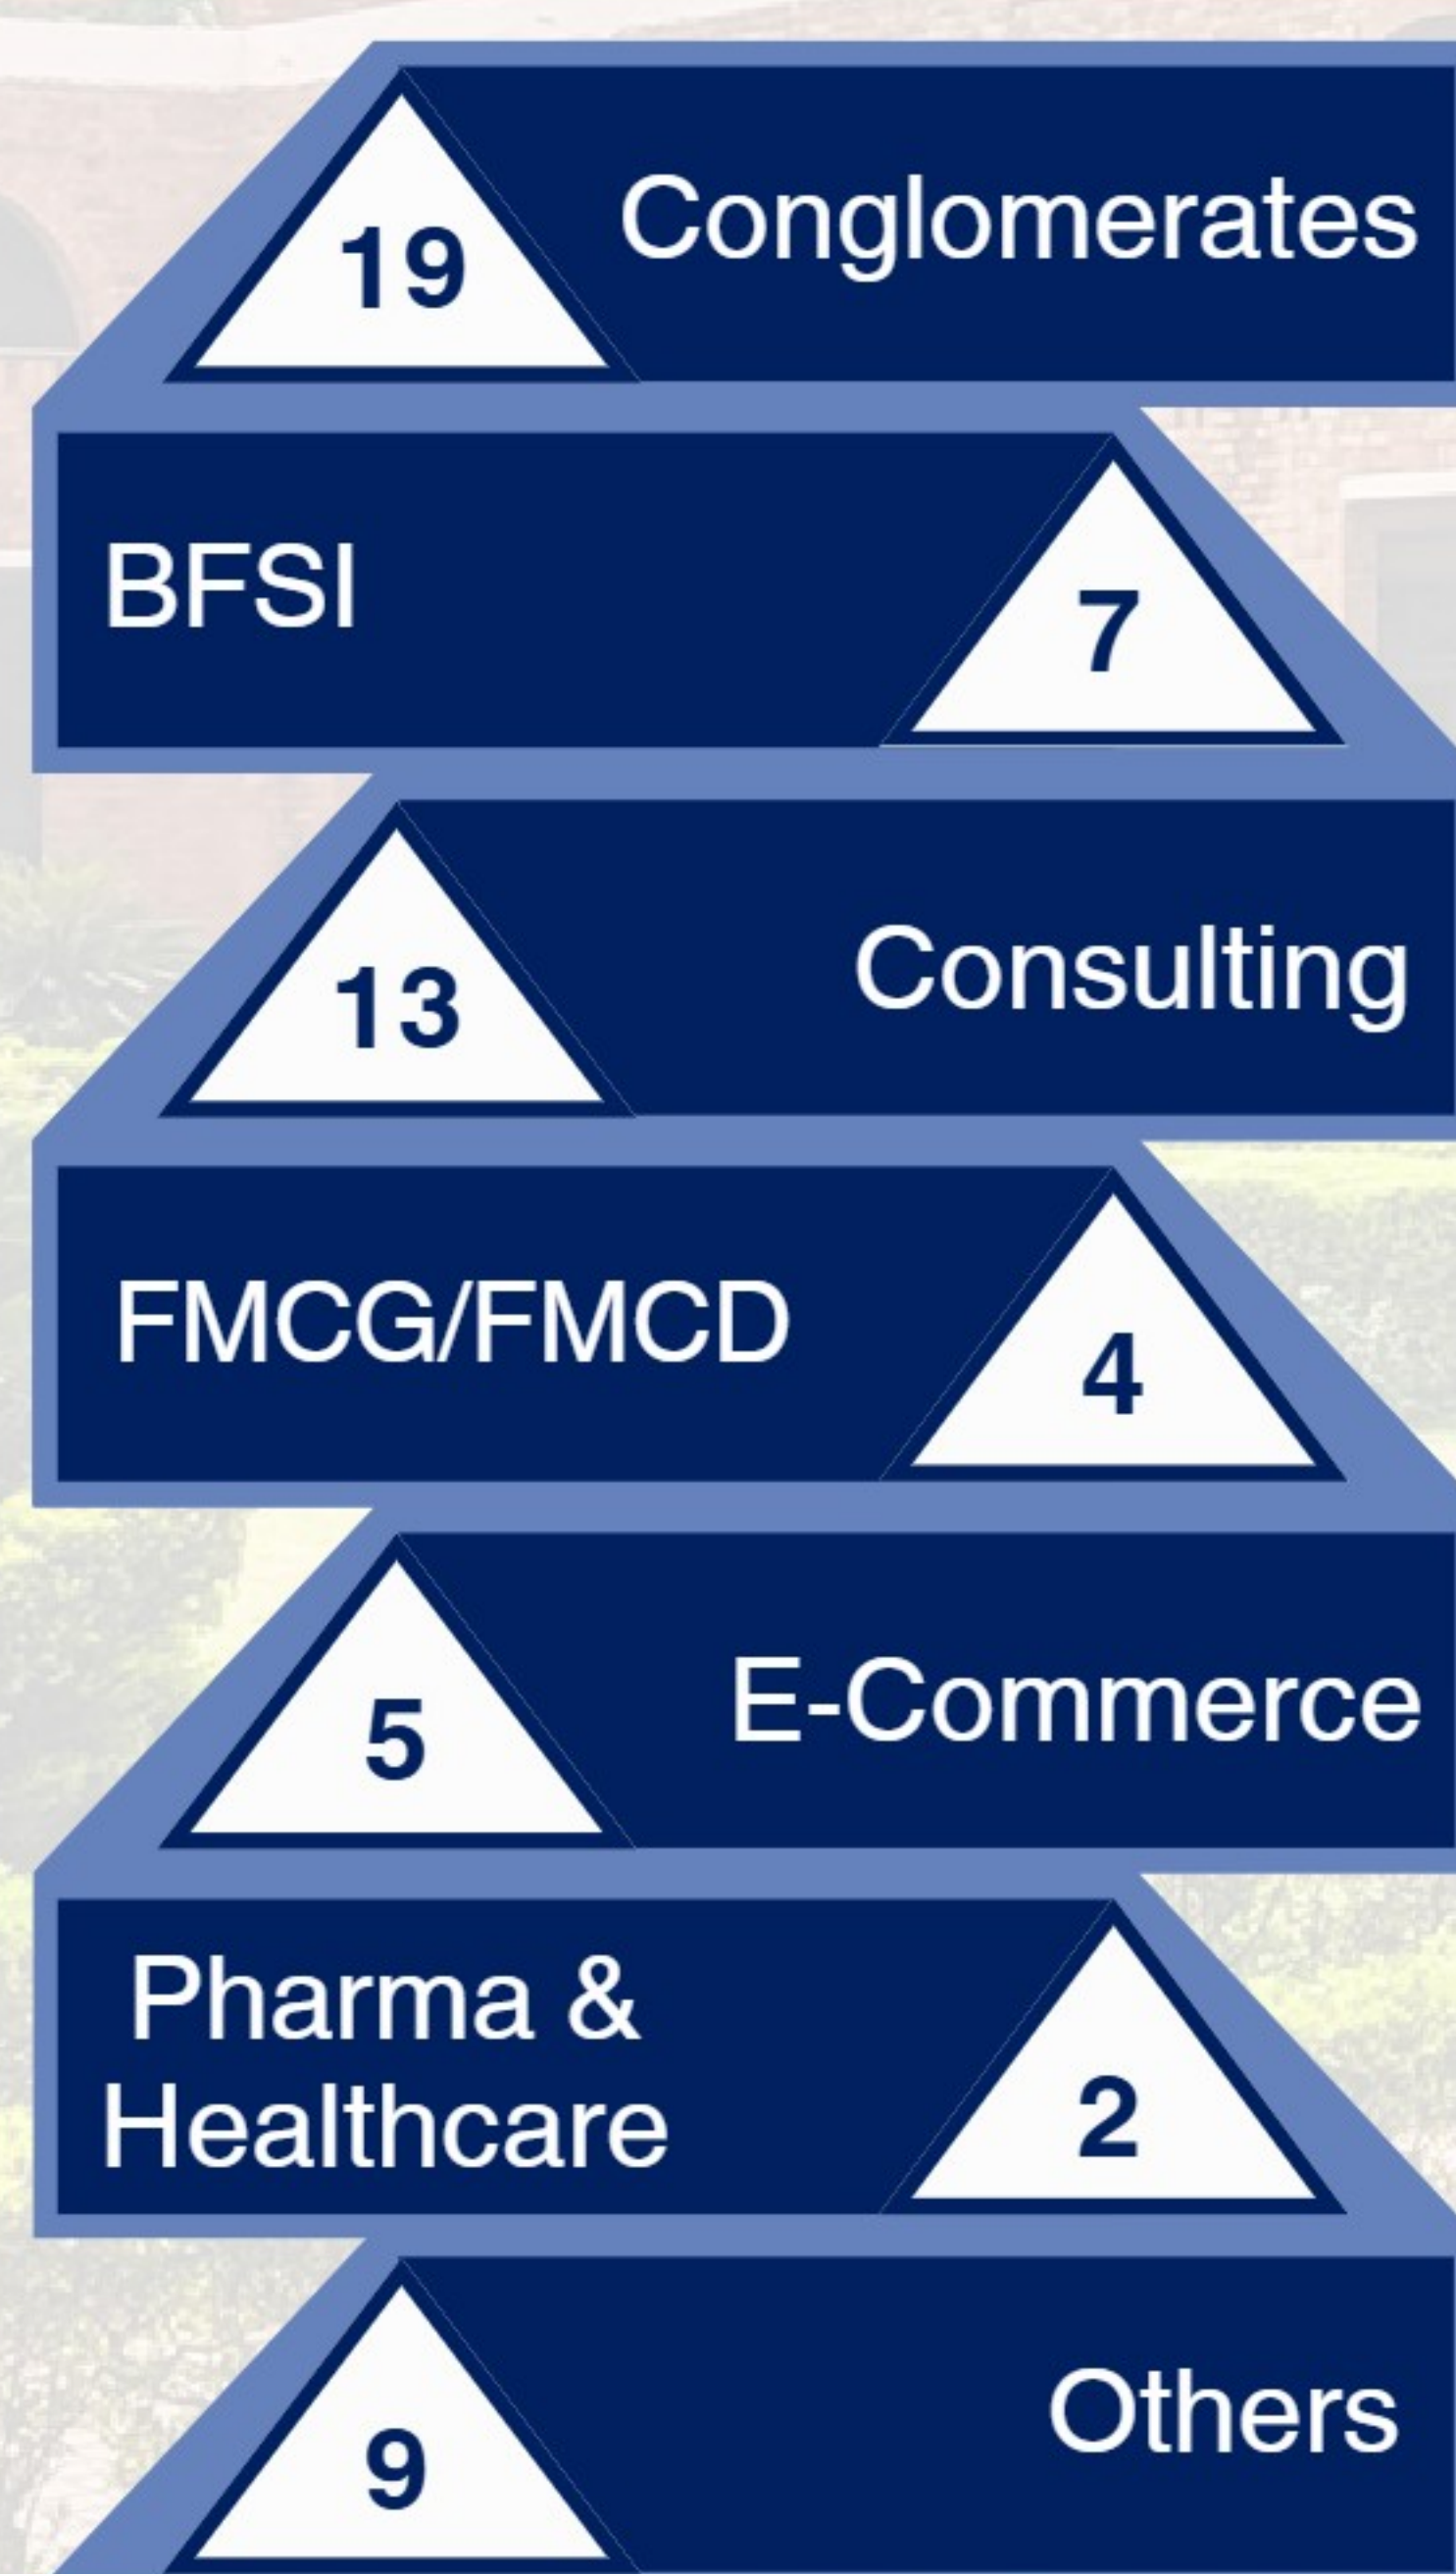 19 Conglomerates
BFSI 7
13 Consulting
FMCG/FMCD 4
5 E-Commerce
Pharma &
Healthcare 2
9 Others